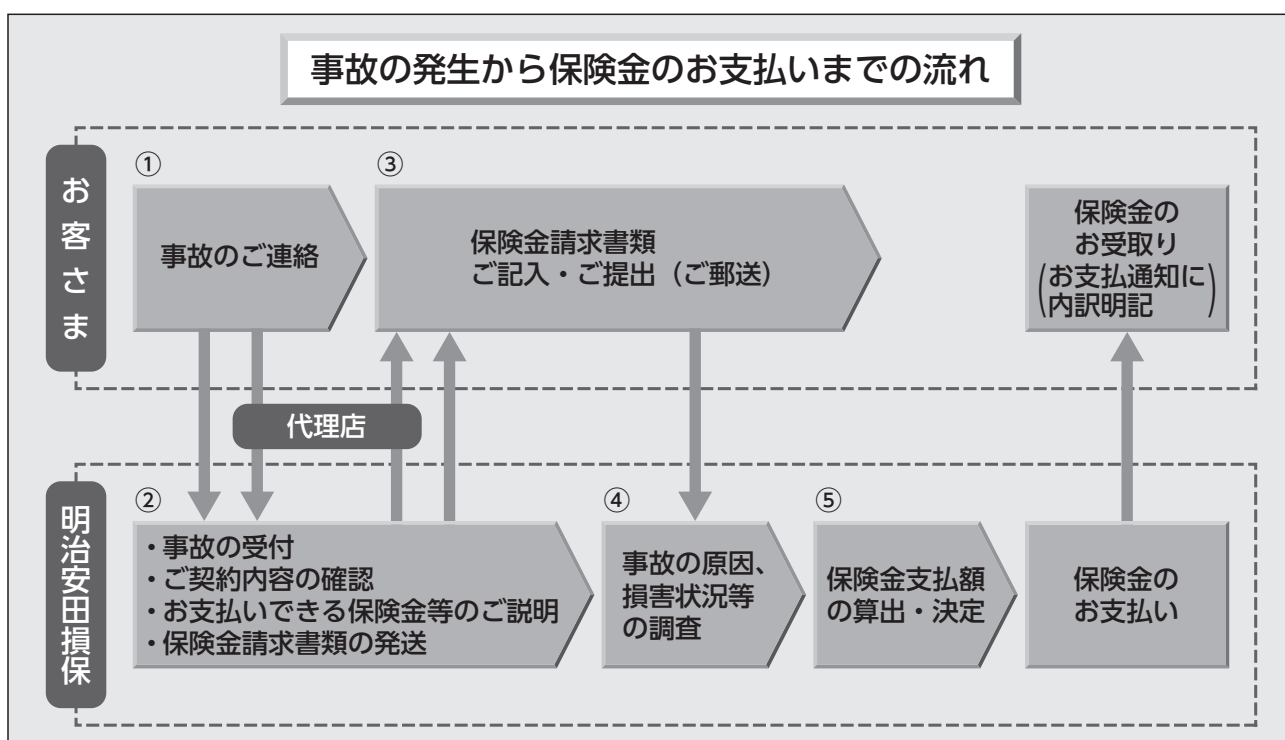 事故の発生から保険金のお支払いまでの流れ
お客さま
①
事故のご連絡
③
保険金請求書類
ご記入・ご提出（ご郵送）
保険金の
お受取り
(お支払通知に
内訳明記)
代理店
明治安田損保
②
・事故の受付
・ご契約内容の確認
・お支払いできる保険金等のご説明
・保険金請求書類の発送
④
事故の原因、
損害状況等
の調査
⑤
保険金支払額
の算出・決定
保険金の
お支払い